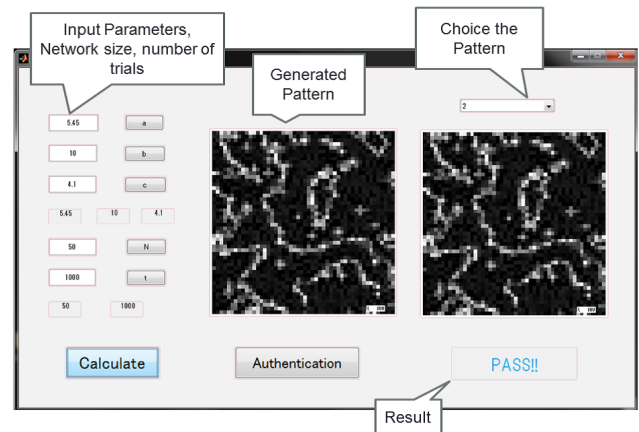 Input Parameters,
Network size, number of
trials
Choice the
Pattern
Generated
Pattern
2
5.45 a
10 b
4.1 c
5.45 10 4.1
50 N
1000 t
50 1000
Calculate
Authentication
PASS!!
Result